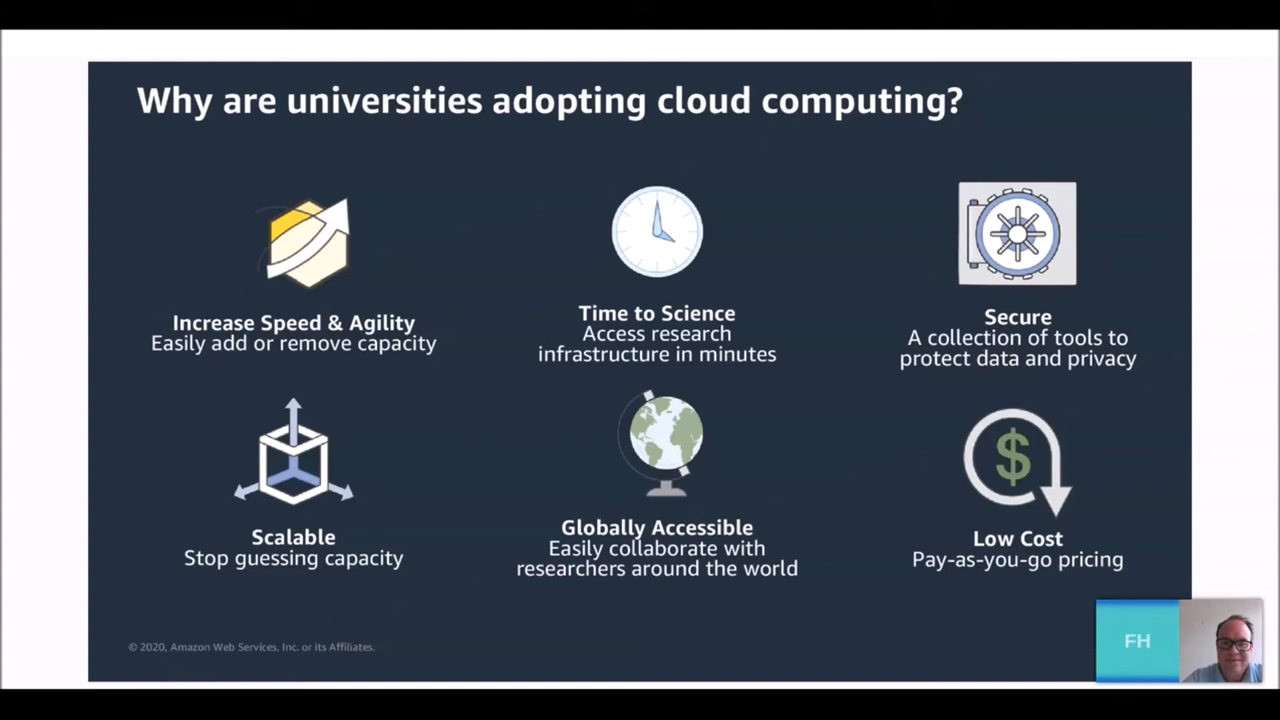 Why are universities adopting cloud computing?
Increase Speed & Agility
Easily add or remove capacity
Time to Science
Access research
infrastructure in minutes
Secure
A collection of tools to
protect data and privacy
Scalable
Stop guessing capacity
Globally Accessible
Easily collaborate with
researchers around the world
Low Cost
Pay-as-you-go pricing
$
© 2020, Amazon Web Services, Inc. or its Affiliates.
FH